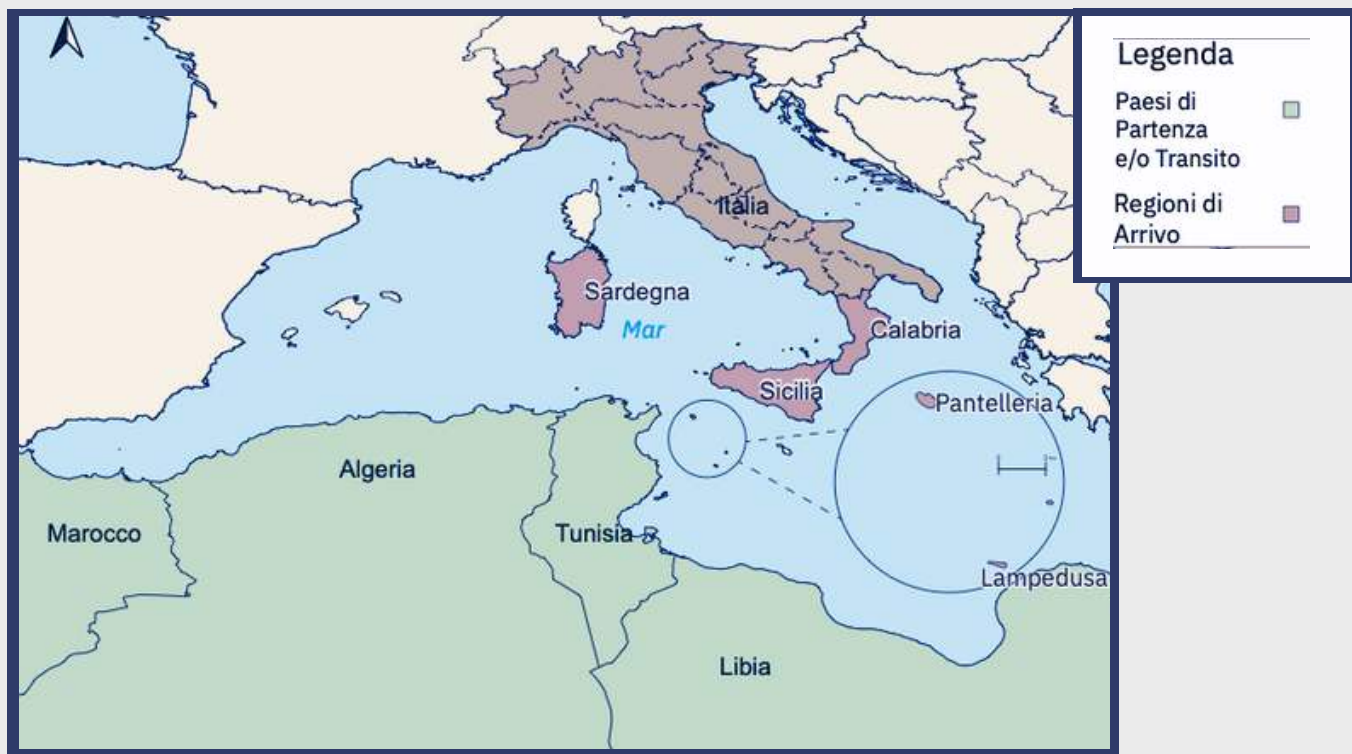 Legenda
Paesi di
Partenza
e/o Transito
Regioni di
Arrivo
Italia
Sardegna
Mar
Calabria
Sicilia
Pantelleria
Algeria
Marocco
Tunisia
Lampedusa
Libia